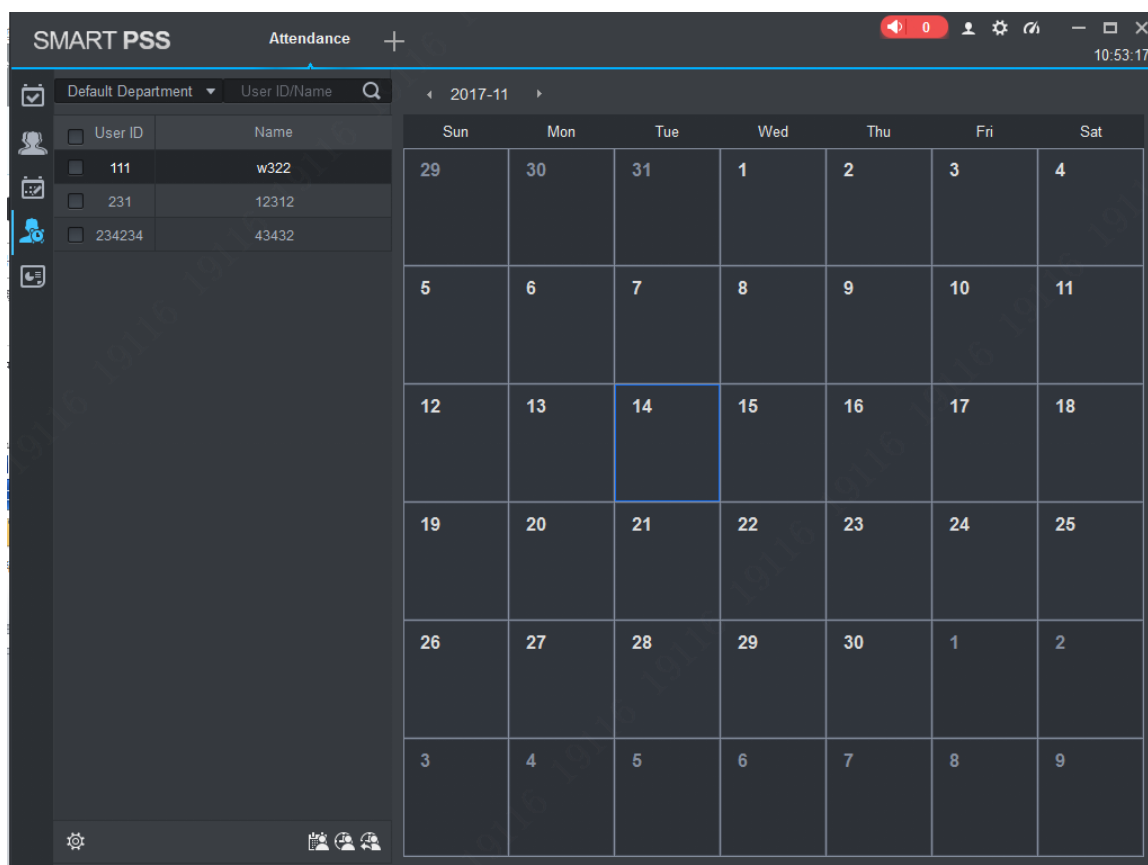 SMART PSS
Attendance
0
10:53:17
Default Department
User ID/Name
2017-11
User ID Name
111 w322
231 12312
234234 43432
Sun Mon Tue Wed Thu Fri Sat
29 30 31 1 2 3 4
5 6 7 8 9 10 11
12 13 14 15 16 17 18
19 20 21 22 23 24 25
26 27 28 29 30 1 2
3 4 5 6 7 8 9
19116 19116 19116